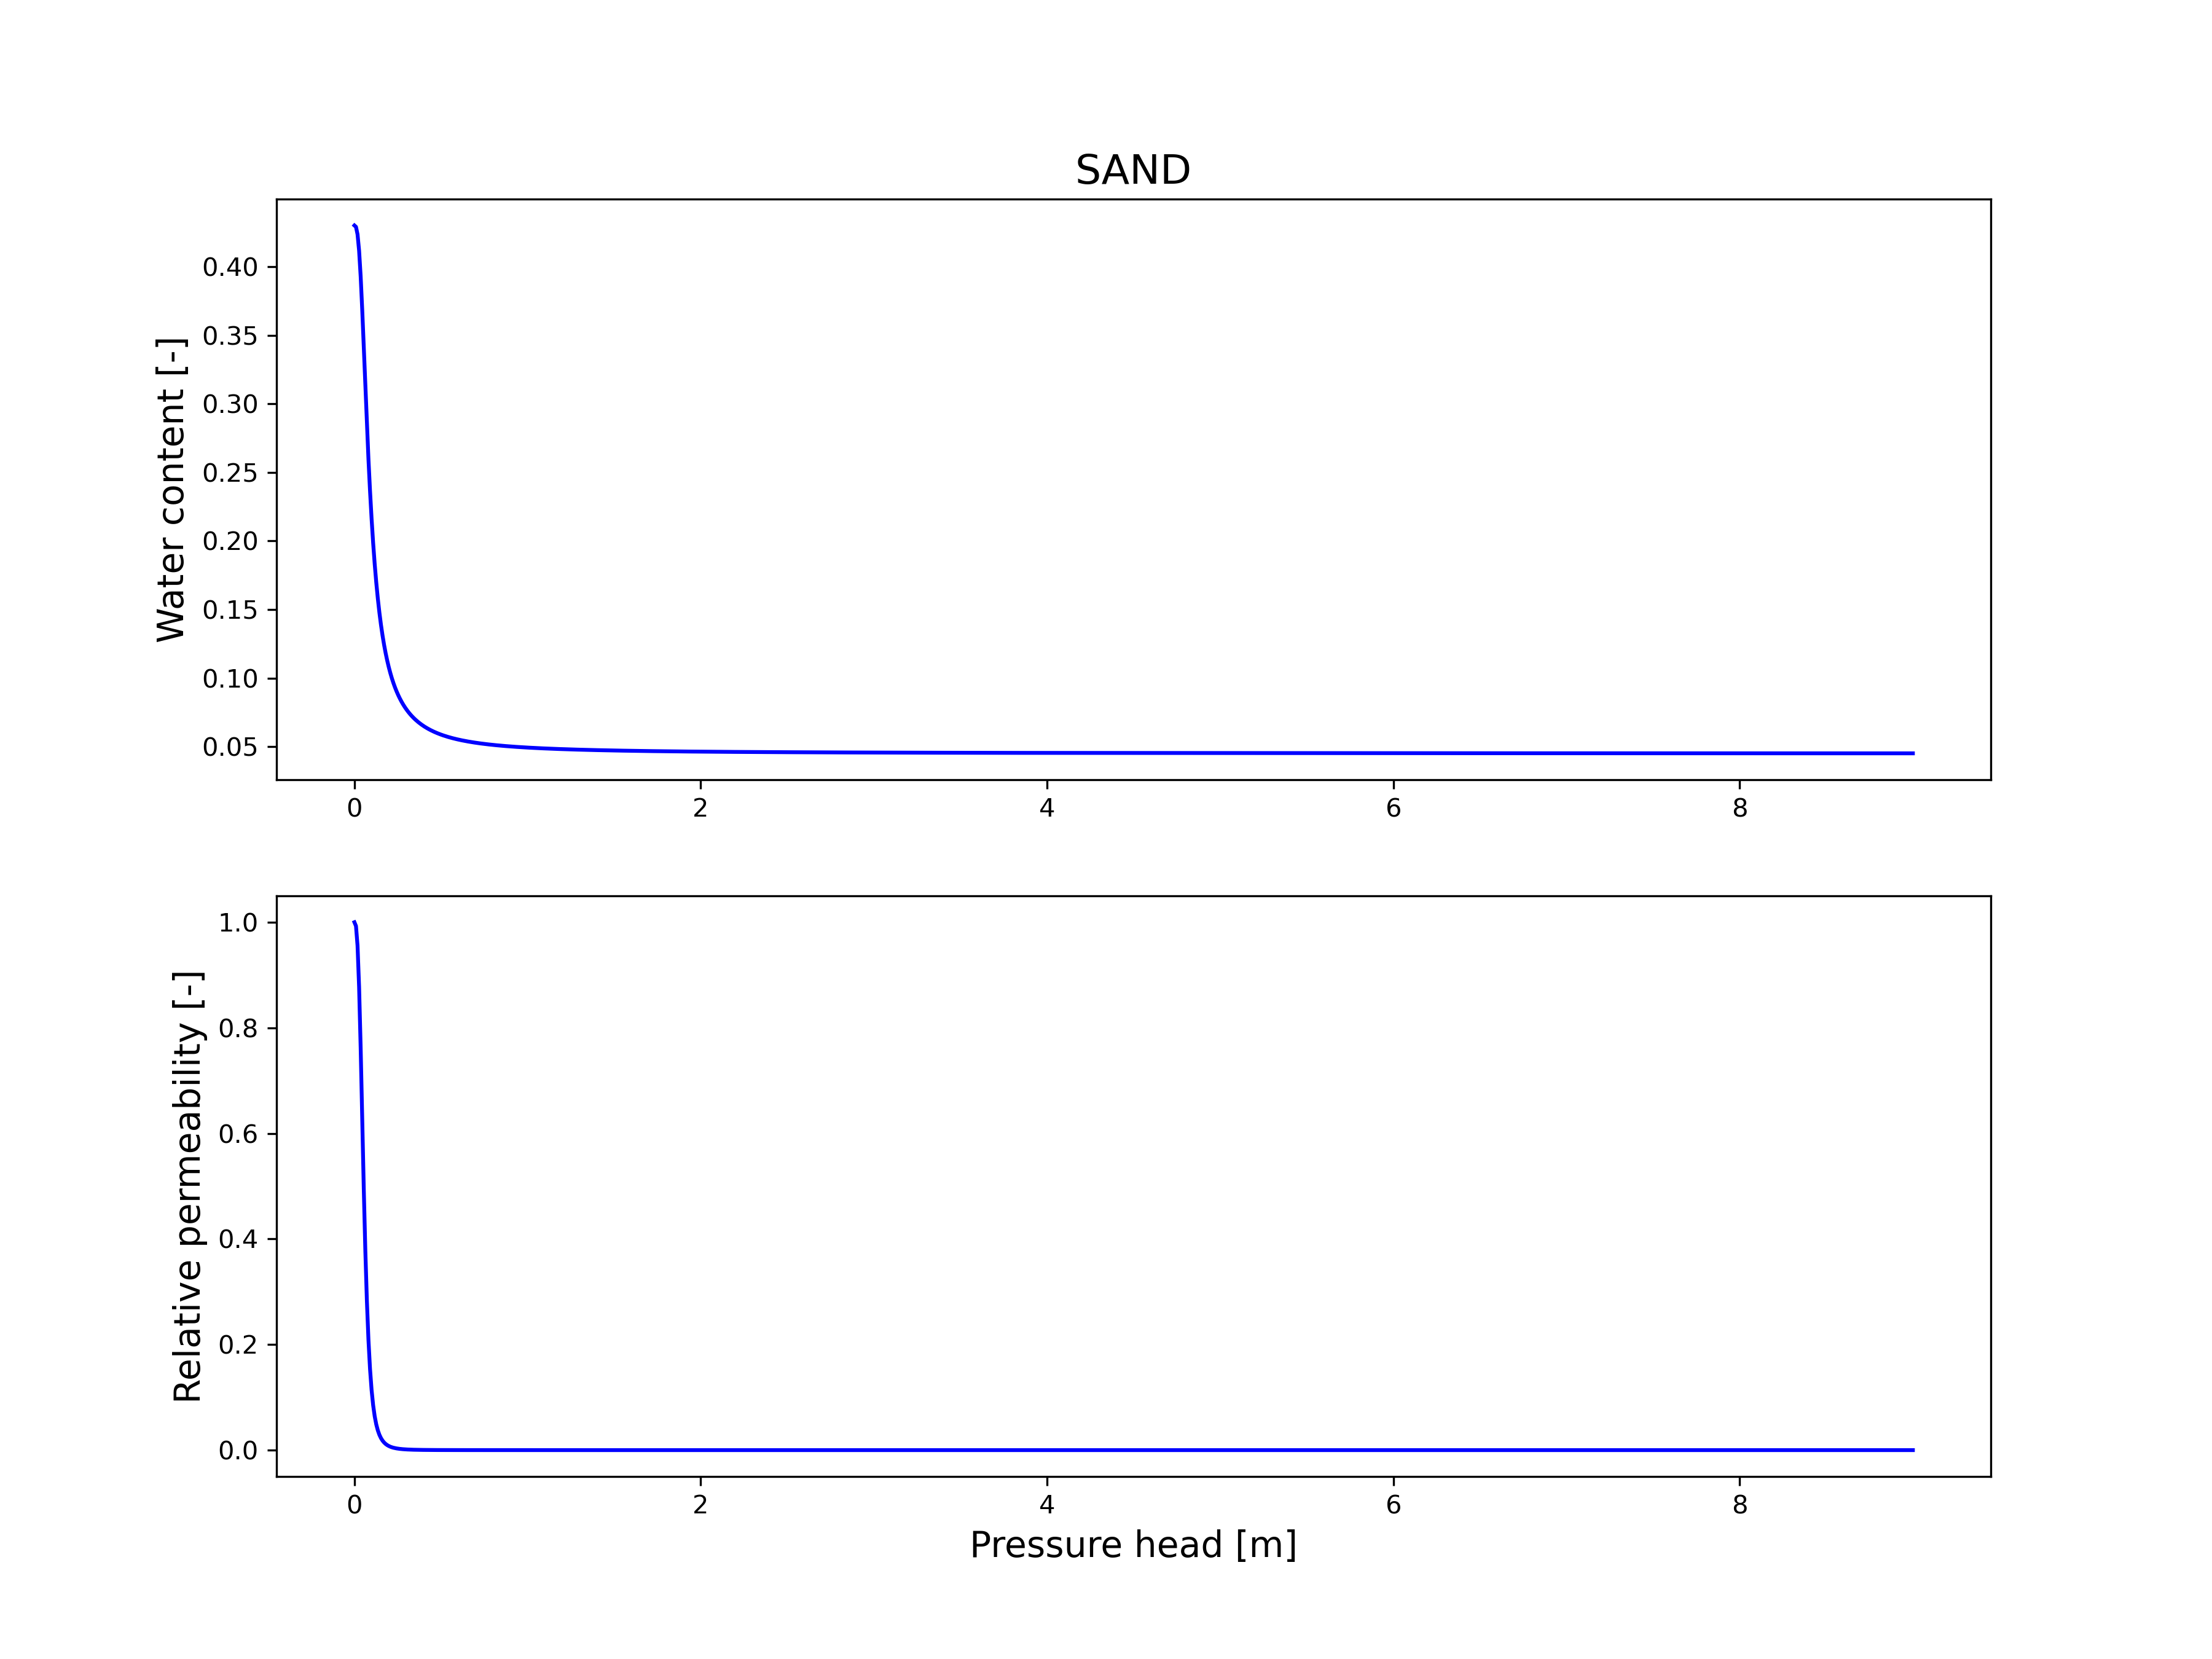 SAND
Water content [-]
0.40
0.35
0.30
0.25
0.20
0.15
0.10
0.05
0 2 4 6 8
Relative permeability [-]
1.0
0.8
0.6
0.4
0.2
0.0
0 2 4 6 8
Pressure head [m]